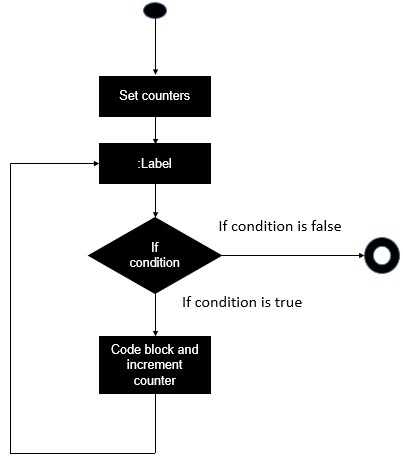 Set counters
:Label
If
condition
If condition is false
If condition is true
Code block and
increment
counter